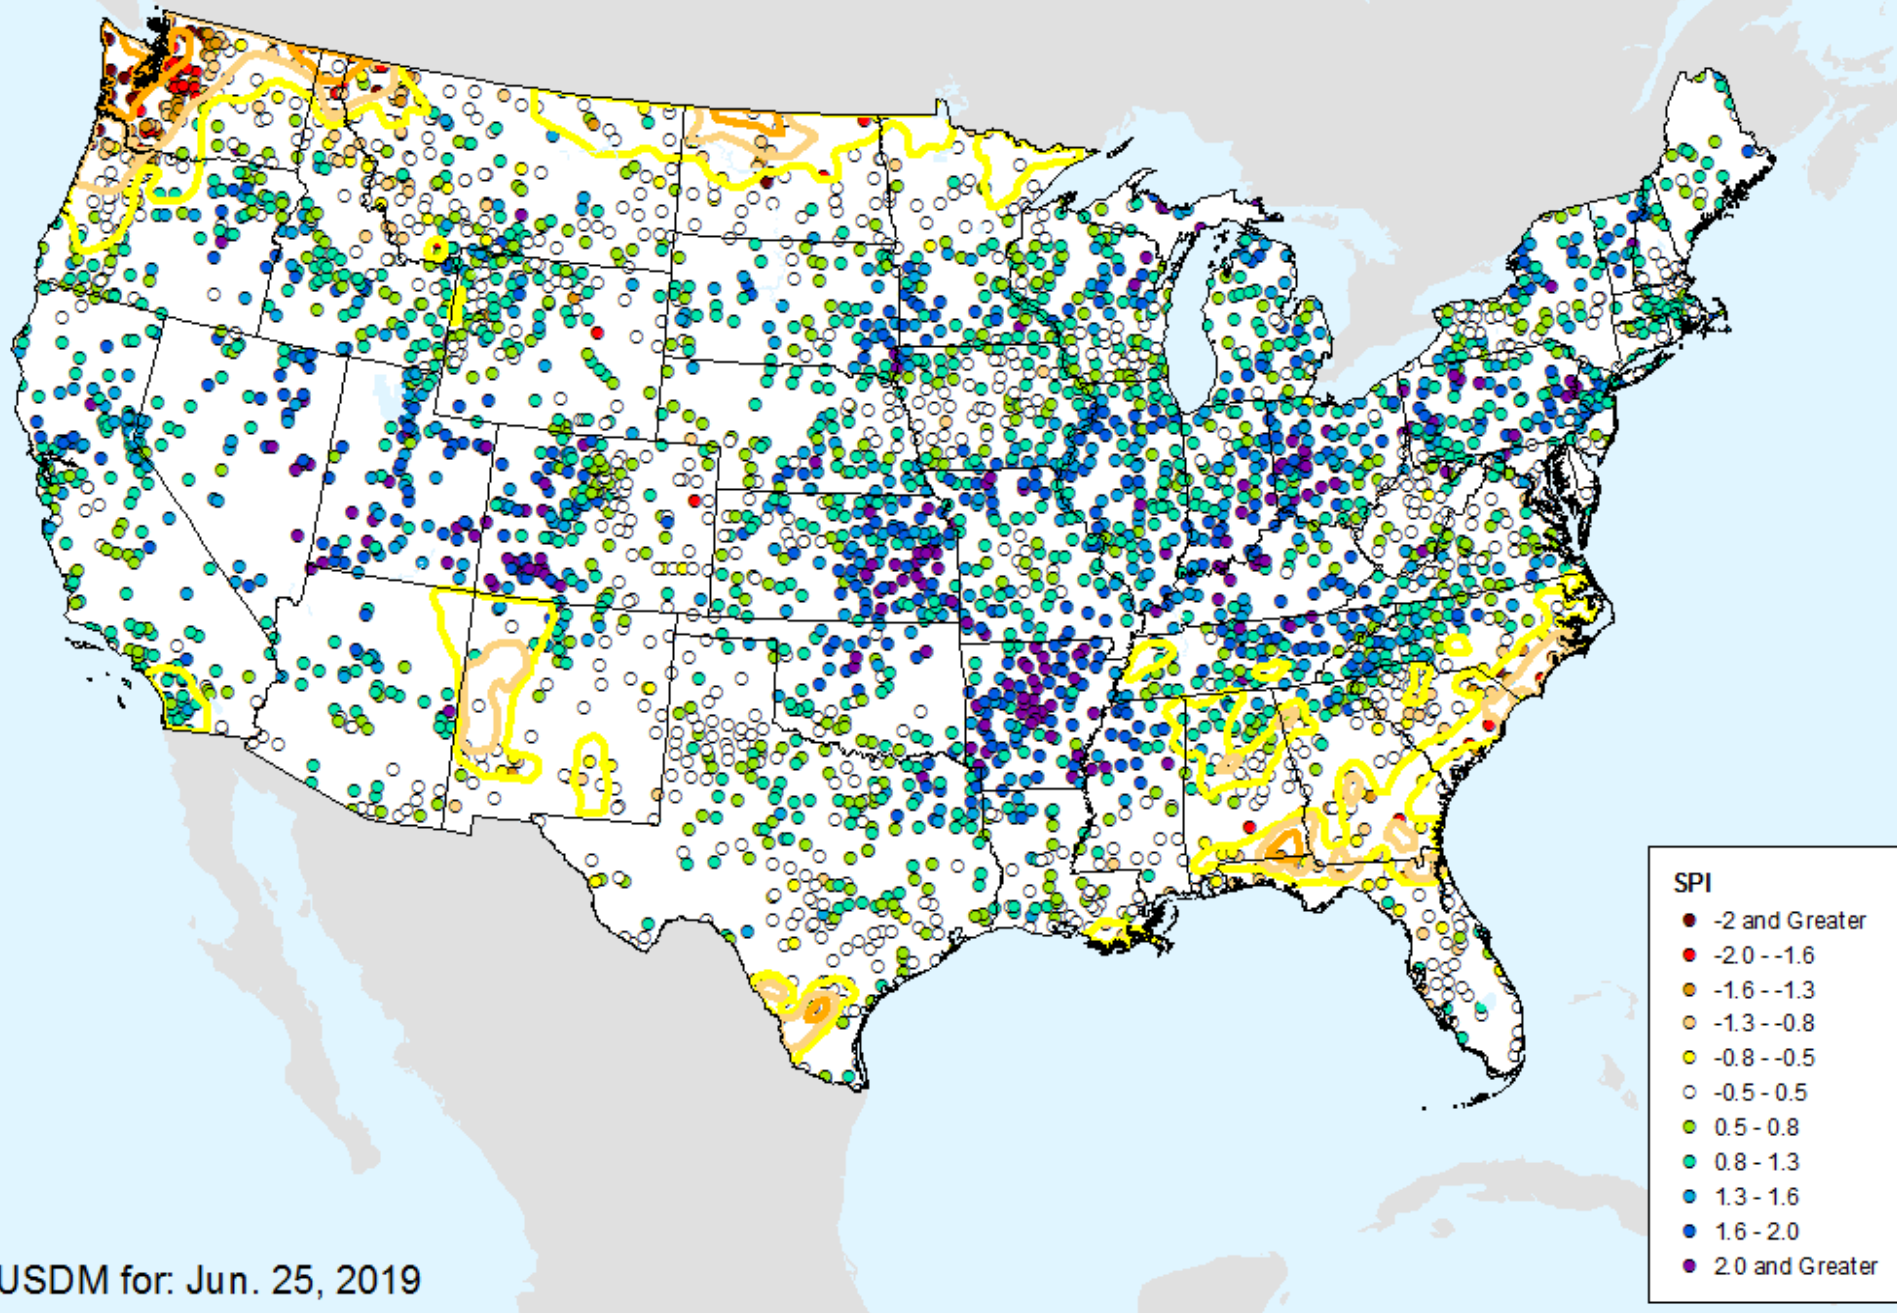 SPI
-2 and Greater
-2.0 - -1.6
-1.6 - -1.3
-1.3 - -0.8
-0.8 - -0.5
-0.5 - 0.5
0.5 - 0.8
0.8 - 1.3
1.3 - 1.6
1.6 - 2.0
2.0 and Greater
USDM for: Jun. 25, 2019